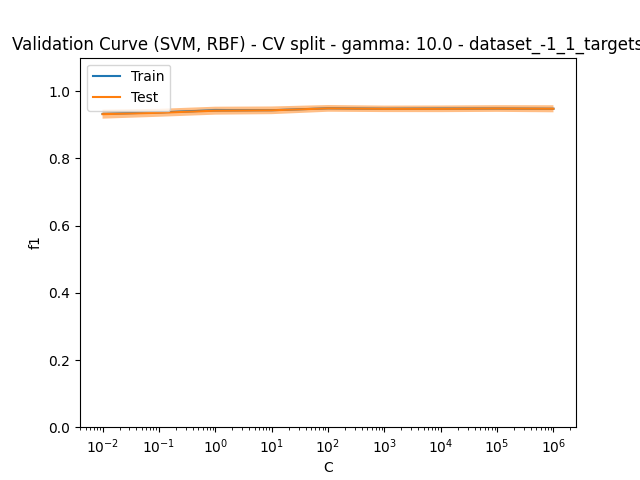 Validation Curve (SVM, RBF) - CV split - gamma: 10.0 - dataset_-1_1_targets
Train
Test
1.0
0.8
0.6
0.4
0.2
0.0
f1
10⁻² 10⁻¹ 10⁰ 10¹ 10² 10³ 10⁴ 10⁵ 10⁶
C